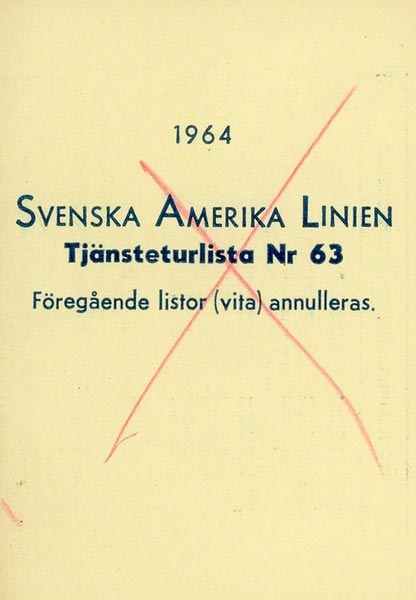 1964
SVENSKA AMERIKA LINIEN
Tjänsteturlista Nr 63
Föregående listor (vita) annulleras.